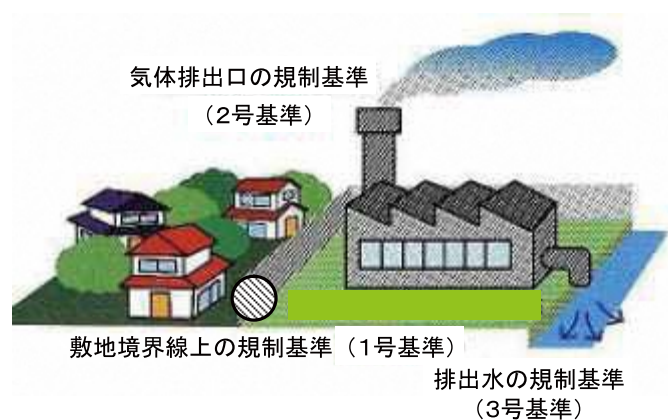 気体排出口の規制基準
（２号基準）
敷地境界線上の規制基準（１号基準）
排出水の規制基準
（３号基準）